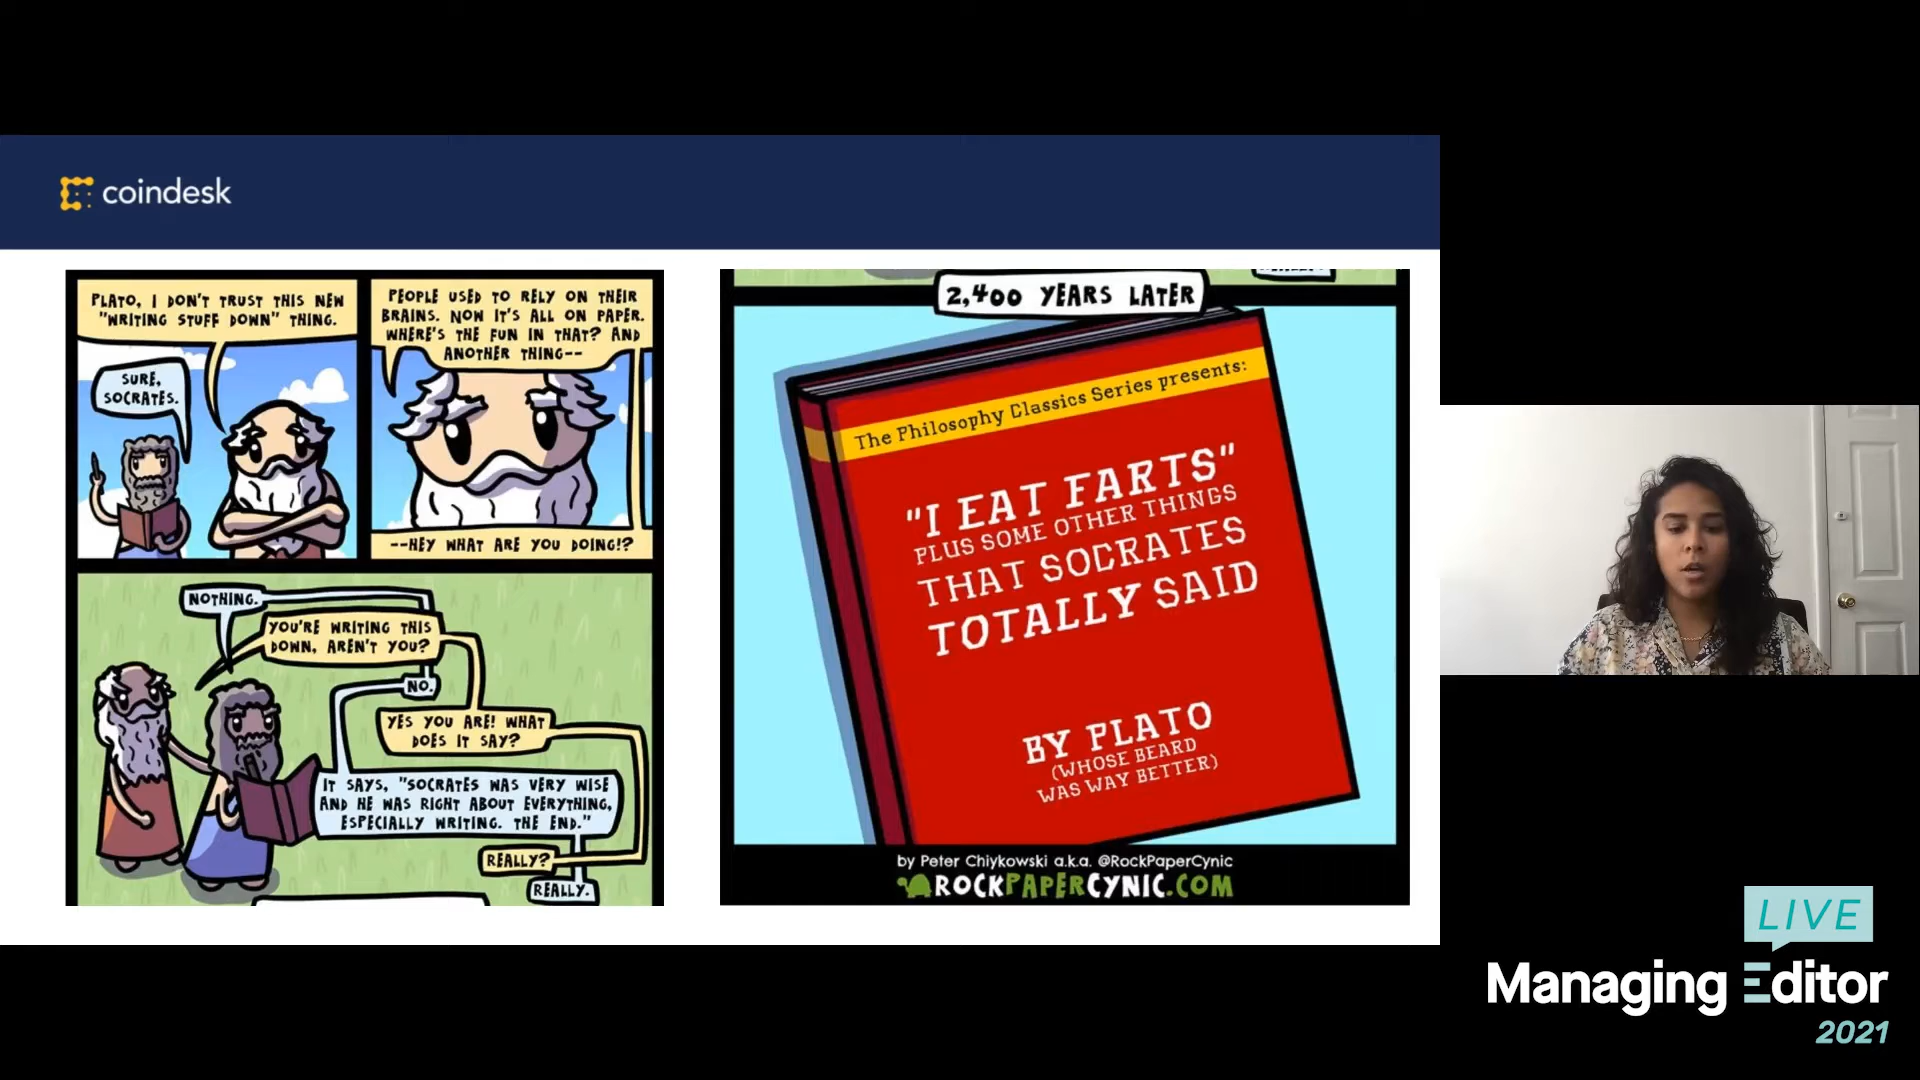 coindesk
PLATO, I DON'T TRUST THIS NEW
"WRITING STUFF DOWN" THING.
SURE,
SOCRATES.
PEOPLE USED TO RELY ON THEIR
BRAINS. NOW IT'S ALL ON PAPER.
WHERE'S THE FUN IN THAT? AND
ANOTHER THING--
--HEY WHAT ARE YOU DOING!?
NOTHING.
YOU'RE WRITING THIS
DOWN, AREN'T YOU?
NO.
YES YOU ARE! WHAT
DOES IT SAY?
IT SAYS, "SOCRATES WAS VERY WISE
AND HE WAS RIGHT ABOUT EVERYTHING,
ESPECIALLY WRITING. THE END."
REALLY?
REALLY.
2,400 YEARS LATER
The Philosophy Classics Series presents:
"I EAT FARTS"
PLUS SOME OTHER THINGS
THAT SOCRATES
TOTALLY SAID
BY PLATO
(WHOSE BEARD
WAS WAY BETTER)
by Peter Chiykowski a.k.a. @RockPaperCynic
ROCKPAPERCYNIC.COM
LIVE
Managing Editor
2021